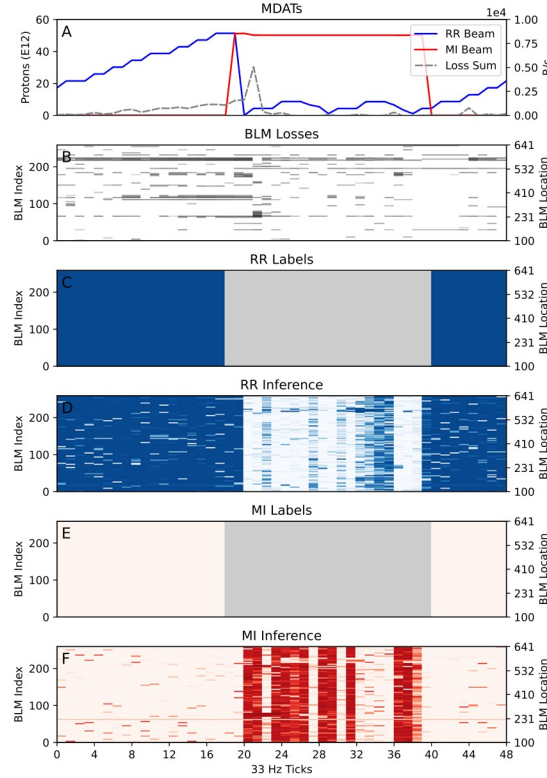 MDATs
A
Protons (E12)
60
40
20
0
1e4
1.00
0.75
0.50
0.25
0.00
RR Beam
MI Beam
Loss Sum
BLM Losses
B
BLM Index
200
100
0
641
532
410
231
100
BLM Location
RR Labels
C
BLM Index
200
100
0
641
532
410
231
100
BLM Location
RR Inference
D
BLM Index
200
100
0
641
532
410
231
100
BLM Location
MI Labels
E
BLM Index
200
100
0
641
532
410
231
100
BLM Location
MI Inference
F
BLM Index
200
100
0
641
532
410
231
100
BLM Location
0 4 8 12 16 20 24 28 32 36 40 44 48
33 Hz Ticks